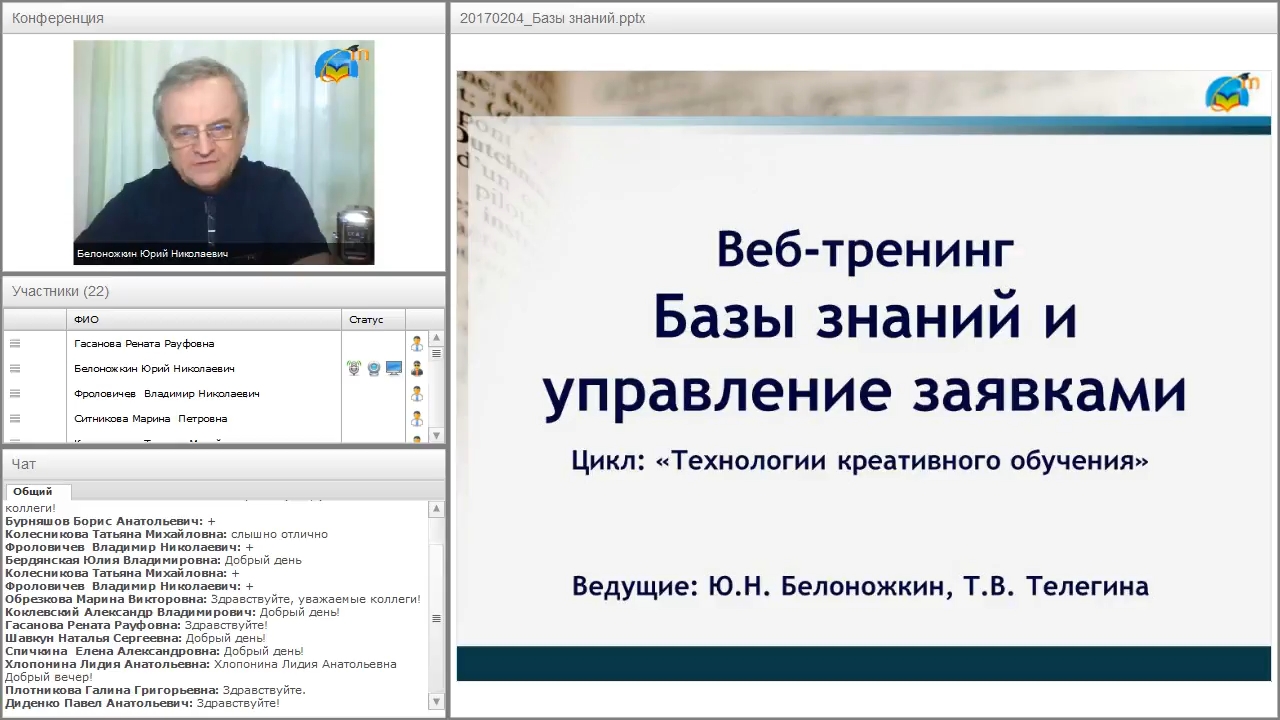 Конференция
Белоножкин Юрий Николаевич
Участники (22)
ФИО
Статус
Гасанова Рената Рауфовна
Белоножкин Юрий Николаевич
Фроловичев Владимир Николаевич
Ситникова Марина Петровна
Чат
Общий
коллеги!
Бурняшов Борис Анатольевич: +
Колесникова Татьяна Михайловна: слышно отлично
Фроловичев Владимир Николаевич: +
Бердянская Юлия Владимировна: Добрый день
Колесникова Татьяна Михайловна: +
Фроловичев Владимир Николаевич: +
Обрезкова Марина Викторовна: Здравствуйте, уважаемые коллеги!
Коклевский Александр Владимирович: Добрый день!
Гасанова Рената Рауфовна: Здравствуйте!
Шавкун Наталья Сергеевна: Добрый день!
Спичкина Елена Александровна: Добрый день!
Хлопонина Лидия Анатольевна: Хлопонина Лидия Анатольевна
Добрый вечер!
Плотникова Галина Григорьевна: Здравствуйте.
Диденко Павел Анатольевич: Здравствуйте!
20170204_Базы знаний.pptx
Веб-тренинг
Базы знаний и
управление заявками
Цикл: «Технологии креативного обучения»
Ведущие: Ю.Н. Белоножкин, Т.В. Телегина